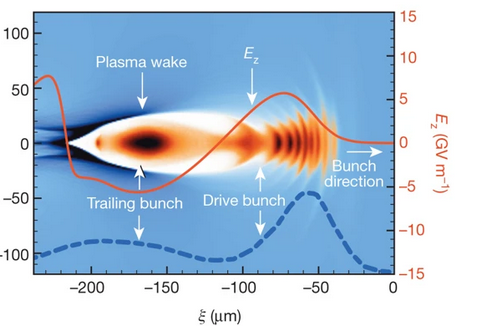 100
50
0
−50
−100
15
10
5
0
−5
−10
−15
E_z (GV m⁻¹)
Plasma wake
E_z
Bunch
direction
Trailing bunch
Drive bunch
−200
−150
−100
−50
0
ξ (μm)